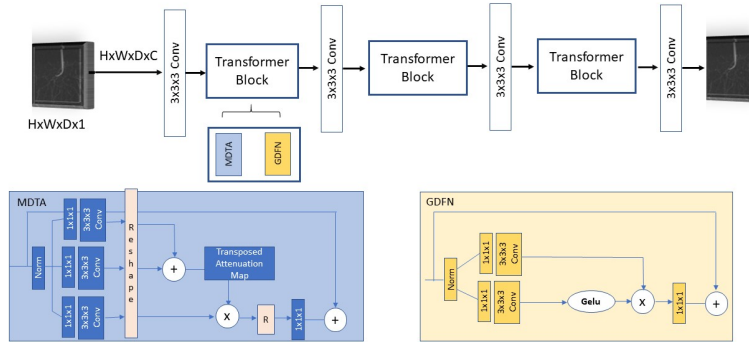 HxWxDxC
HxWxDx1
3x3x3 Conv
Transformer
Block
3x3x3 Conv
Transformer
Block
3x3x3 Conv
Transformer
Block
3x3x3 Conv
MDTA
GDFN
MDTA
Norm
1x1x1
3x3x3
Conv
1x1x1
3x3x3
Conv
1x1x1
3x3x3
Conv
Reshape
+
Transposed
Attenuation
Map
X
R
1x1x1
+
GDFN
Norm
1x1x1
3x3x3
Conv
1x1x1
3x3x3
Conv
Gelu
X
1x1x1
+